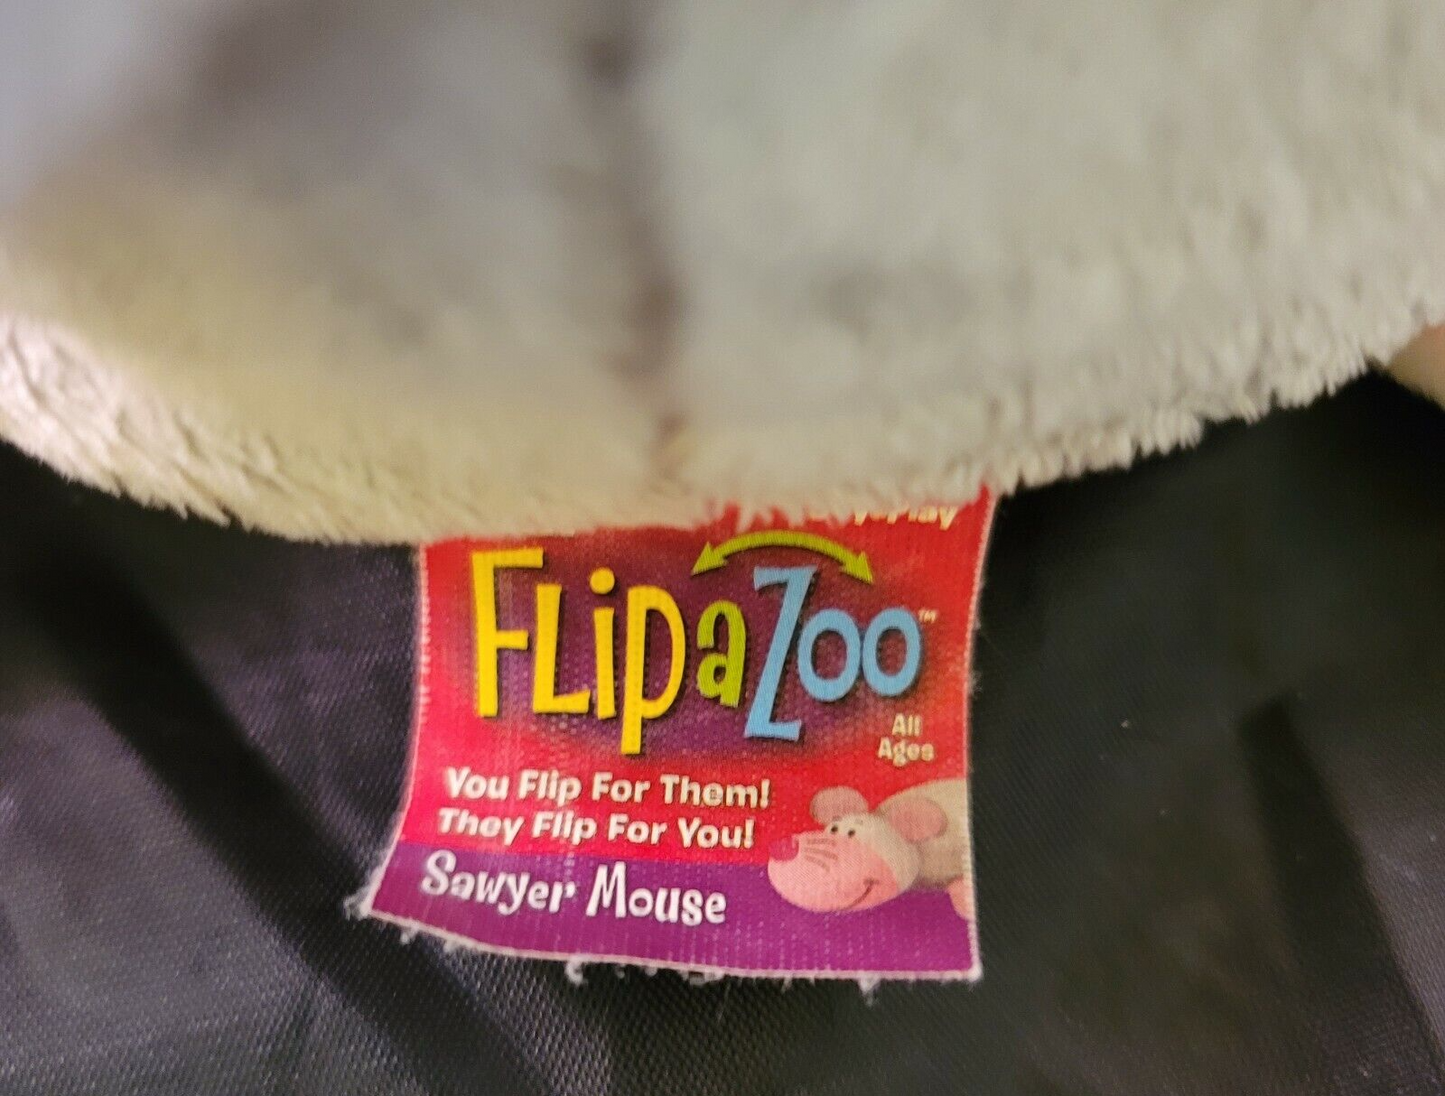 FLipaZoo™
All
Ages
You Flip For Them!
They Flip For You!
Sawyer Mouse